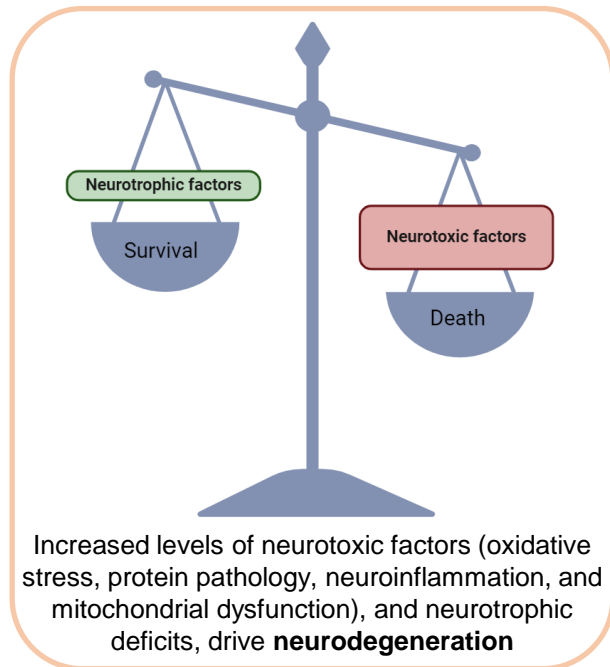 Neurotrophic factors
Survival
Neurotoxic factors
Death
Increased levels of neurotoxic factors (oxidative
stress, protein pathology, neuroinflammation, and
mitochondrial dysfunction), and neurotrophic
deficits, drive neurodegeneration